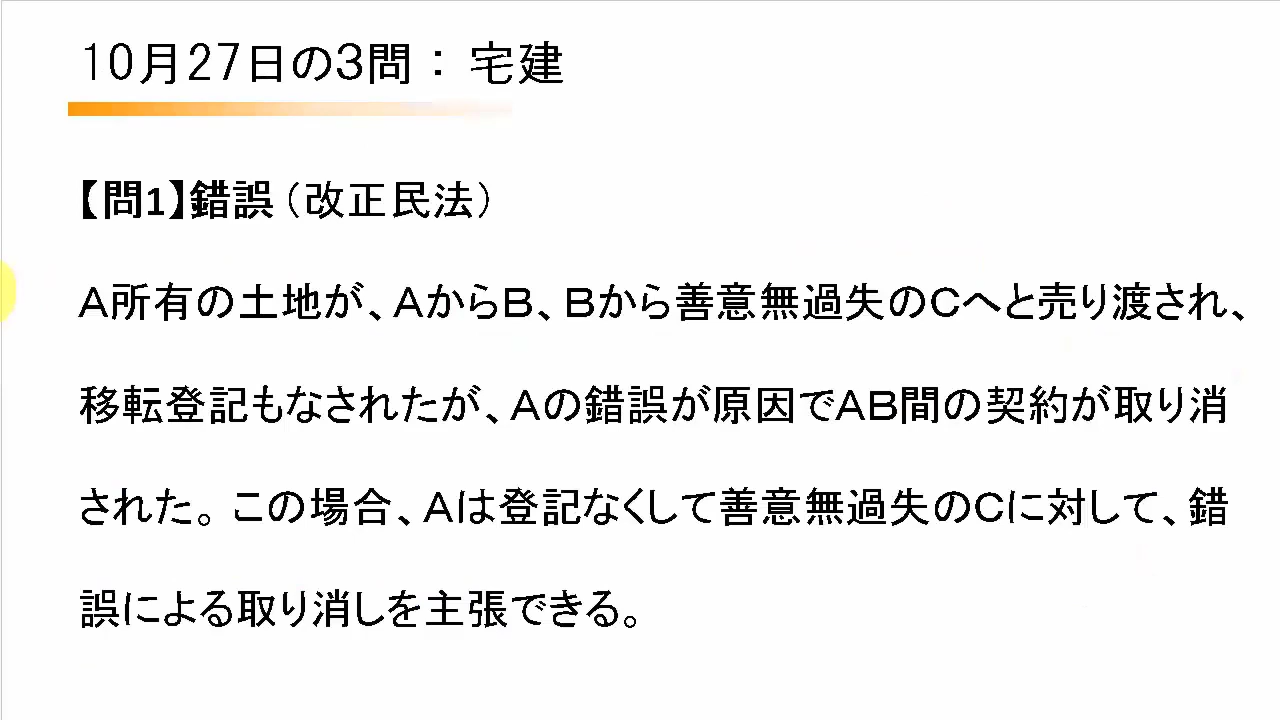 10月27日の3問：宅建
【問1】錯誤（改正民法）
A所有の土地が、AからB、Bから善意無過失のCへと売り渡され、
移転登記もなされたが、Aの錯誤が原因でAB間の契約が取り消
された。この場合、Aは登記なくして善意無過失のCに対して、錯
誤による取り消しを主張できる。